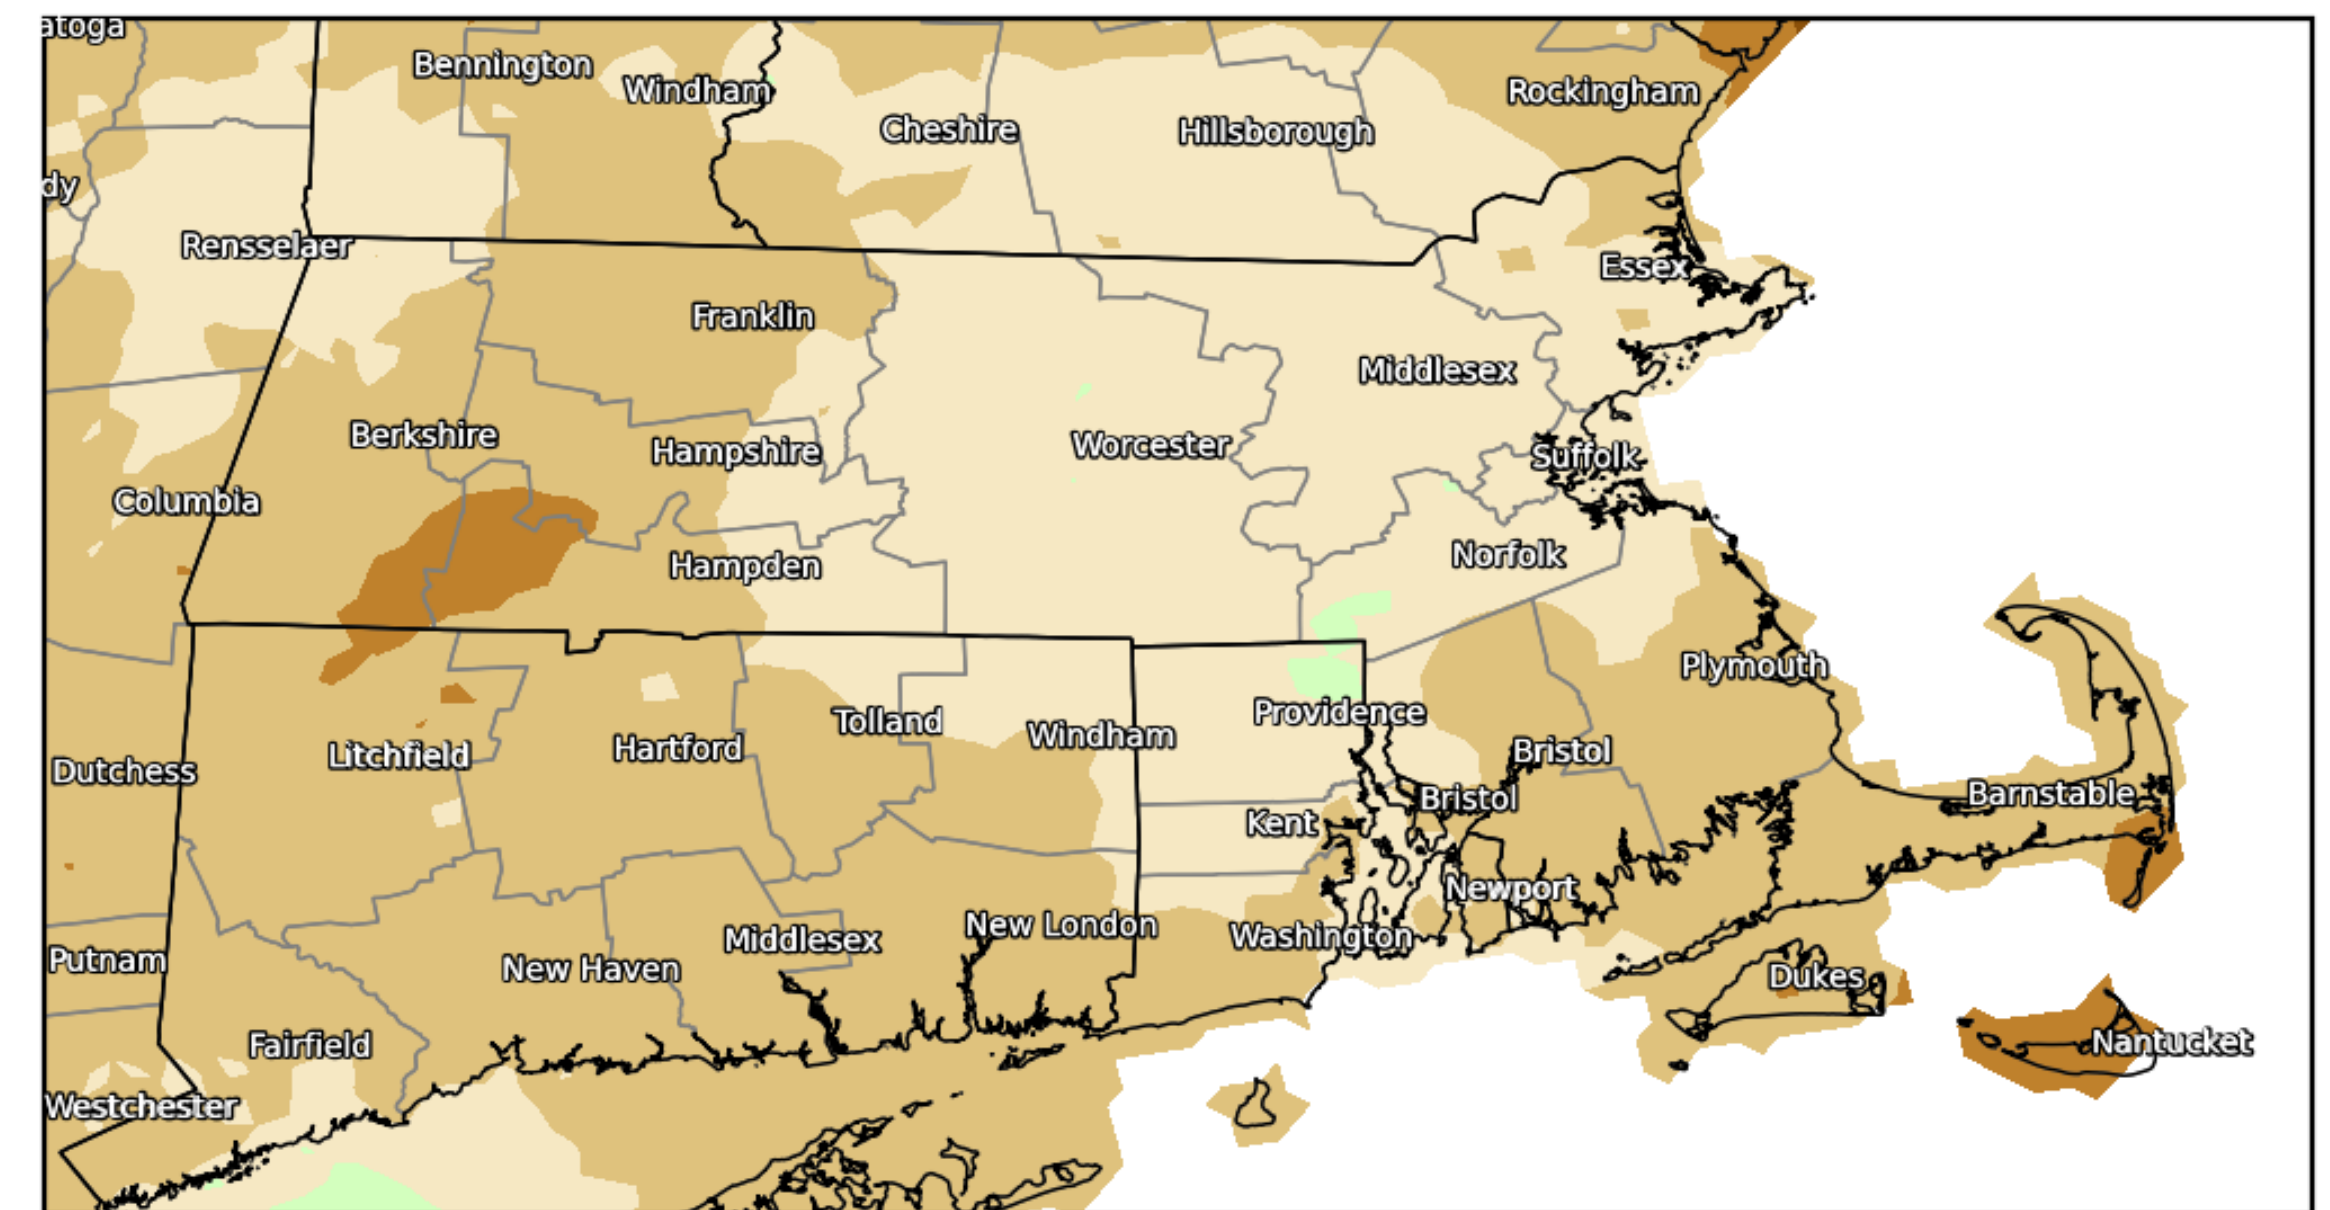 atoga
Bennington
Windham
Rockingham
Cheshire
Hillsborough
dy
Rensselaer
Essex
Franklin
Middlesex
Berkshire
Hampshire
Worcester
Suffolk
Columbia
Norfolk
Hampden
Plymouth
Providence
Tolland
Windham
Hartford
Bristol
Litchfield
Dutchess
Barnstable
Bristol
Kent
Newport
New London
Washington
Middlesex
Putnam
New Haven
Dukes
Nantucket
Fairfield
Westchester